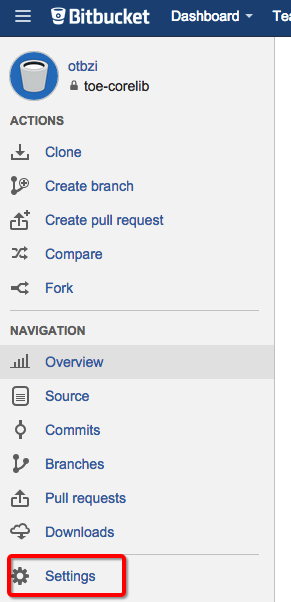 Bitbucket Dashboard
otbzi
toe-corelib
ACTIONS
Clone
Create branch
Create pull request
Compare
Fork
NAVIGATION
Overview
Source
Commits
Branches
Pull requests
Downloads
Settings